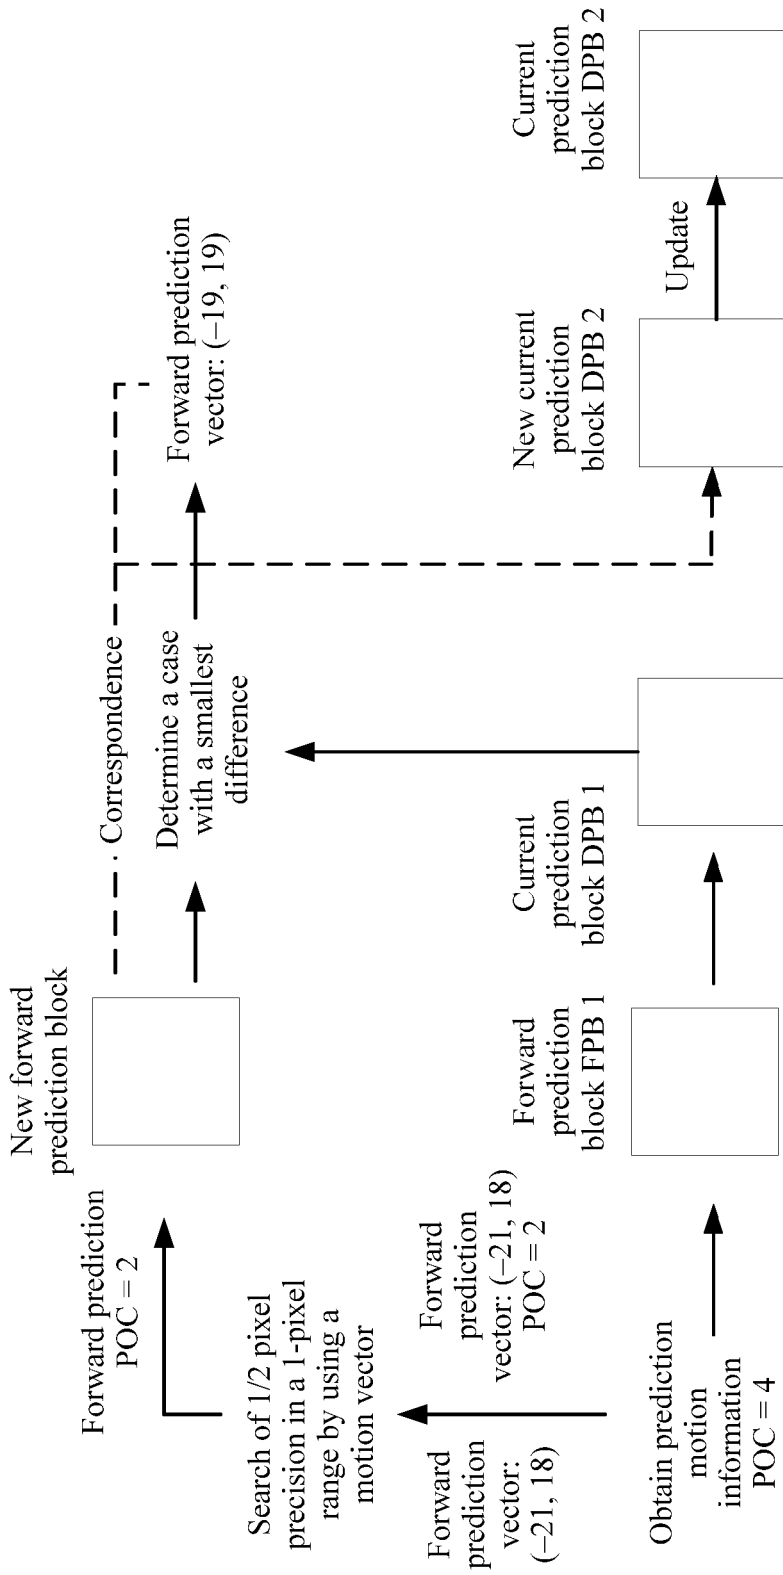 New forward
prediction block
Forward prediction
POC = 2
Search of 1/2 pixel
precision in a 1-pixel
range by using a
motion vector
Correspondence
Determine a case
with a smallest
difference
Forward prediction
vector: (−19, 19)
Forward
prediction
vector:
(−21, 18)
Forward
prediction
vector: (−21, 18)
POC = 2
Obtain prediction
motion
information
POC = 4
Forward
prediction
block FPB 1
Current
prediction
block DPB 1
New current
prediction
block DPB 2
Update
Current
prediction
block DPB 2